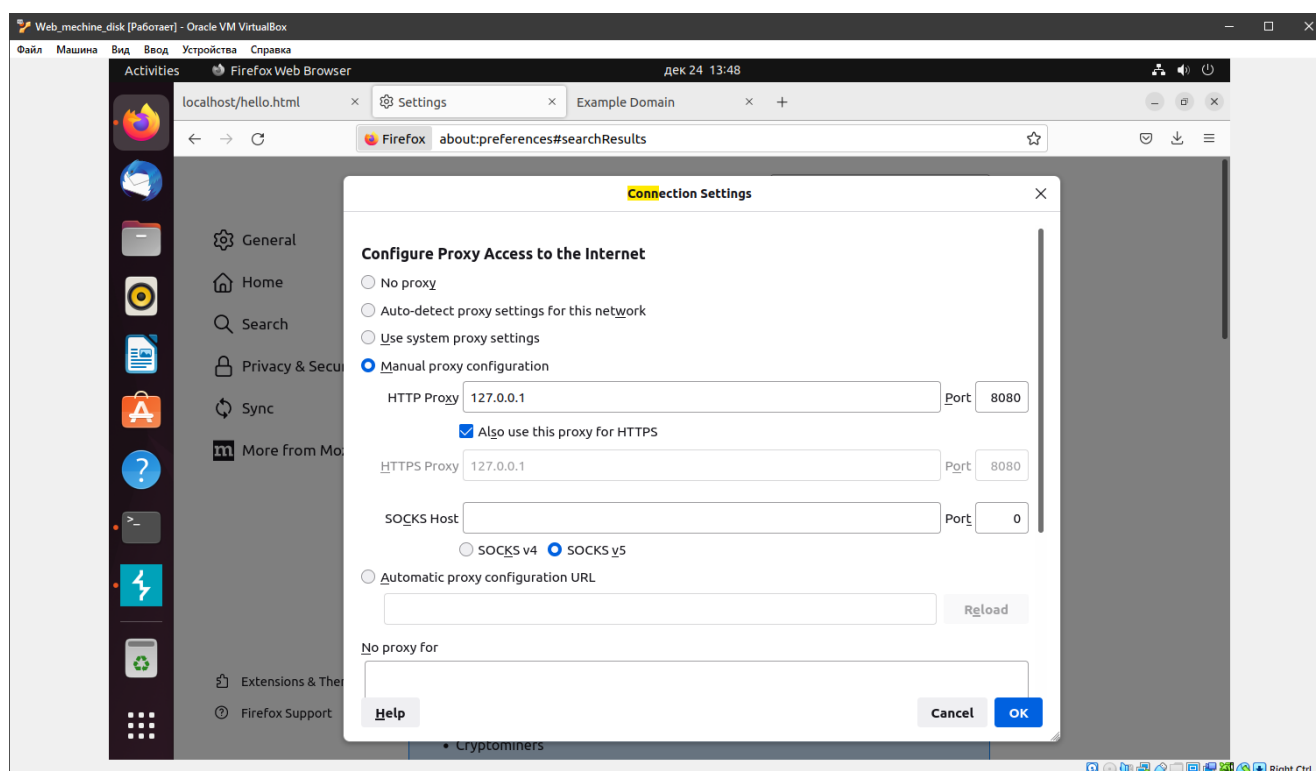 Web_mechine_disk [Работает] - Oracle VM VirtualBox
Файл Машина Вид Ввод Устройства Справка
Activities Firefox Web Browser дек 24 13:48
localhost/hello.html Settings Example Domain
Firefox about:preferences#searchResults
Connection Settings
General
Home
Search
Privacy & Secu
Sync
More from Moz
Extensions & Ther
Firefox Support
Configure Proxy Access to the Internet
No proxy
Auto-detect proxy settings for this network
Use system proxy settings
Manual proxy configuration
HTTP Proxy 127.0.0.1 Port 8080
Also use this proxy for HTTPS
HTTPS Proxy 127.0.0.1 Port 8080
SOCKS Host Port 0
SOCKS v4 SOCKS v5
Automatic proxy configuration URL
Reload
No proxy for
Help Cancel OK
Cryptominers
Right Ctrl